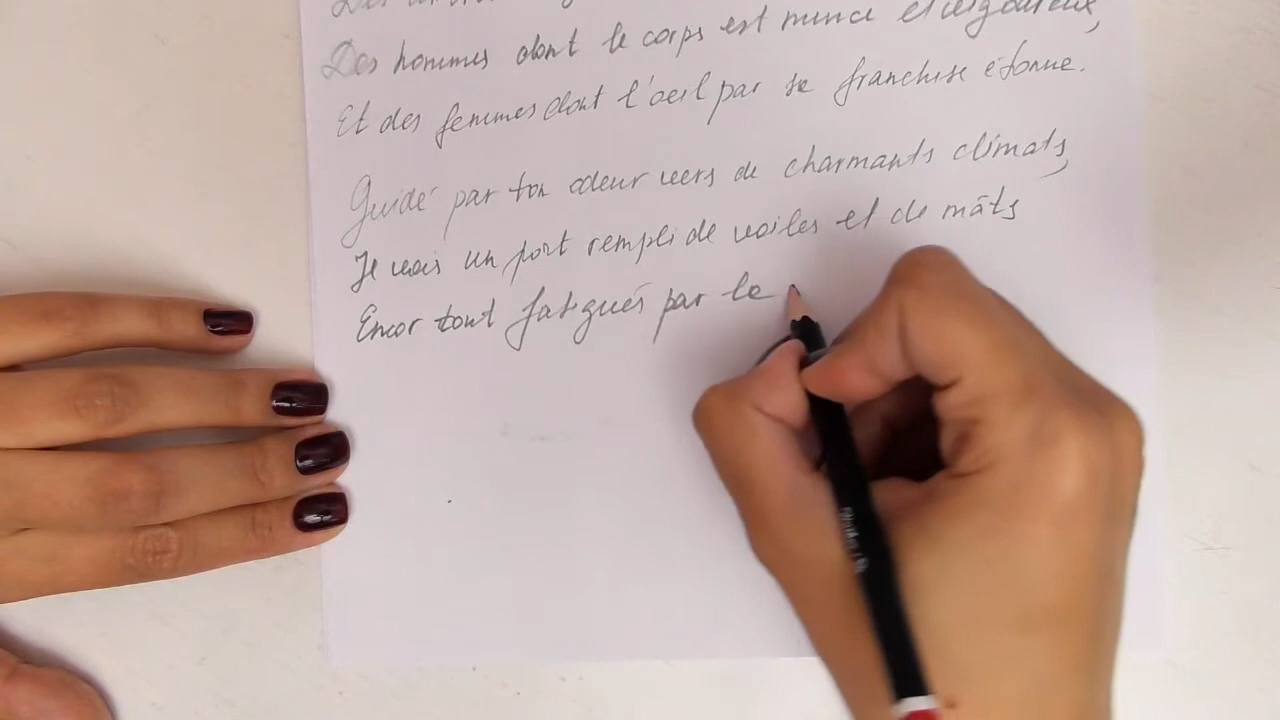 Des hommes dont le corps est mince et vigoureux,
Et des femmes dont l'oeil par sa franchise étonne.
Guidé par ton odeur vers de charmants climats,
Je vois un port rempli de voiles et de mâts
Encor tout fatigués par la